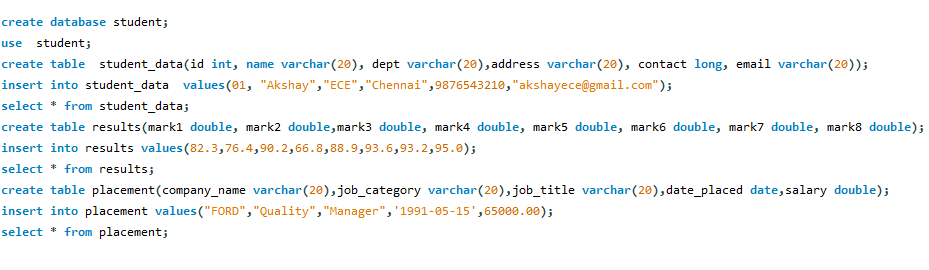 create database student;
use  student;
create table  student_data(id int, name varchar(20), dept varchar(20),address varchar(20), contact long, email varchar(20));
insert into student_data  values(01, "Akshay","ECE","Chennai",9876543210,"akshayece@gmail.com");
select * from student_data;
create table results(mark1 double, mark2 double,mark3 double, mark4 double, mark5 double, mark6 double, mark7 double, mark8 double);
insert into results values(82.3,76.4,90.2,66.8,88.9,93.6,93.2,95.0);
select * from results;
create table placement(company_name varchar(20),job_category varchar(20),job_title varchar(20),date_placed date,salary double);
insert into placement values("FORD","Quality","Manager",'1991-05-15',65000.00);
select * from placement;